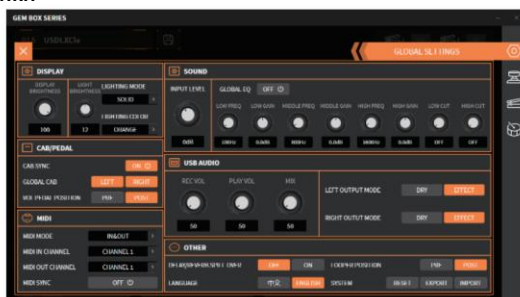 GEM BOX SERIES
GLOBAL SETTINGS
DISPLAY
DISPLAY BRIGHTNESS
LIGHT BRIGHTNESS
LIGHTING MODE
SOLID
LIGHTING COLOR
ORANGE
100
12
SOUND
INPUT LEVEL
GLOBAL EQ OFF
LOW FREQ LOW GAIN MIDDLE FREQ MIDDLE GAIN HIGH FREQ HIGH GAIN LOW CUT HIGH CUT
0dB 0.0dB 0.0dB 0.0dB OFF OFF
CAB/PEDAL
CAB SYNC ON
GLOBAL CAB LEFT RIGHT
VOL PEDAL POSITION PRE POST
USB AUDIO
REC VOL PLAY VOL MIX
50 50 50
LEFT OUTPUT MODE DRY EFFECT
RIGHT OUTUT MODE DRY EFFECT
MIDI
MIDI MODE IN&OUT
MIDI IN CHANNEL CHANNEL 1
MIDI OUT CHANNEL CHANNEL 1
MIDI SYNC OFF
OTHER
OFF ON
LOOPER POSITION PRE POST
LANGUAGE 中文 ENGLISH
SYSTEM RESET EXPORT IMPORT